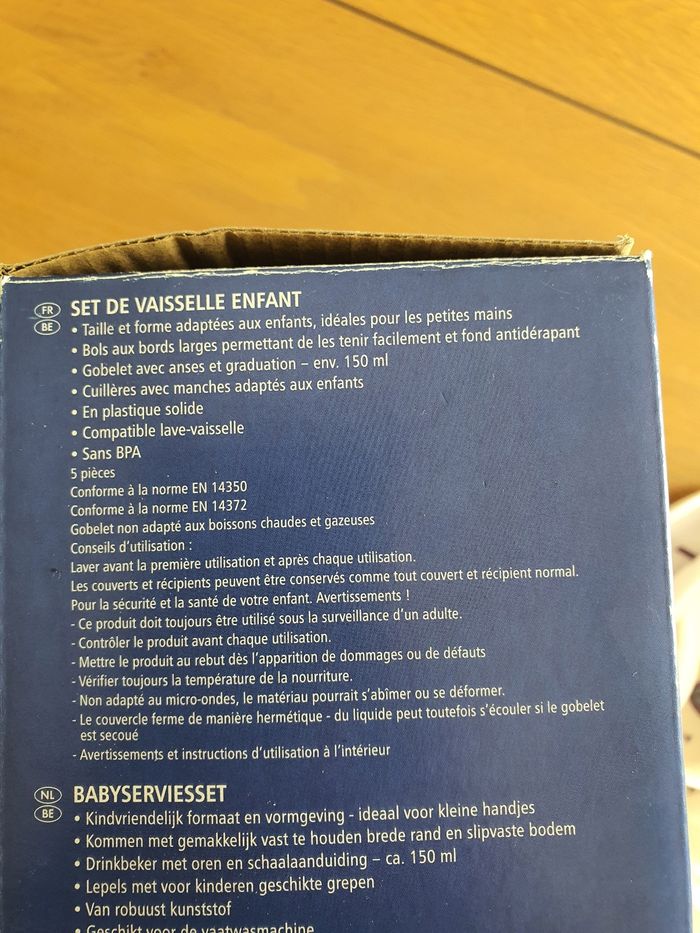 FR
BE
SET DE VAISSELLE ENFANT
• Taille et forme adaptées aux enfants, idéales pour les petites mains
• Bols aux bords larges permettant de les tenir facilement et fond antidérapant
• Gobelet avec anses et graduation – env. 150 ml
• Cuillères avec manches adaptés aux enfants
• En plastique solide
• Compatible lave-vaisselle
• Sans BPA
5 pièces
Conforme à la norme EN 14350
Conforme à la norme EN 14372
Gobelet non adapté aux boissons chaudes et gazeuses
Conseils d'utilisation :
Laver avant la première utilisation et après chaque utilisation.
Les couverts et récipients peuvent être conservés comme tout couvert et récipient normal.
Pour la sécurité et la santé de votre enfant. Avertissements !
- Ce produit doit toujours être utilisé sous la surveillance d'un adulte.
- Contrôler le produit avant chaque utilisation.
- Mettre le produit au rebut dès l'apparition de dommages ou de défauts
- Vérifier toujours la température de la nourriture.
- Non adapté au micro-ondes, le matériau pourrait s'abîmer ou se déformer.
- Le couvercle ferme de manière hermétique - du liquide peut toutefois s'écouler si le gobelet
est secoué
- Avertissements et instructions d'utilisation à l'intérieur
NL
BE
BABYSERVIESSET
• Kindvriendelijk formaat en vormgeving - ideaal voor kleine handjes
• Kommen met gemakkelijk vast te houden brede rand en slipvaste bodem
• Drinkbeker met oren en schaalaanduiding – ca. 150 ml
• Lepels met voor kinderen geschikte grepen
• Van robuust kunststof
• Geschikt voor de vaatwasmachine